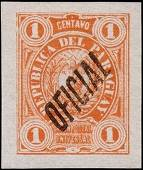 CENTAVO
REPUBLICA DEL PARAGUAY
OFICIAL
1 1
1 1